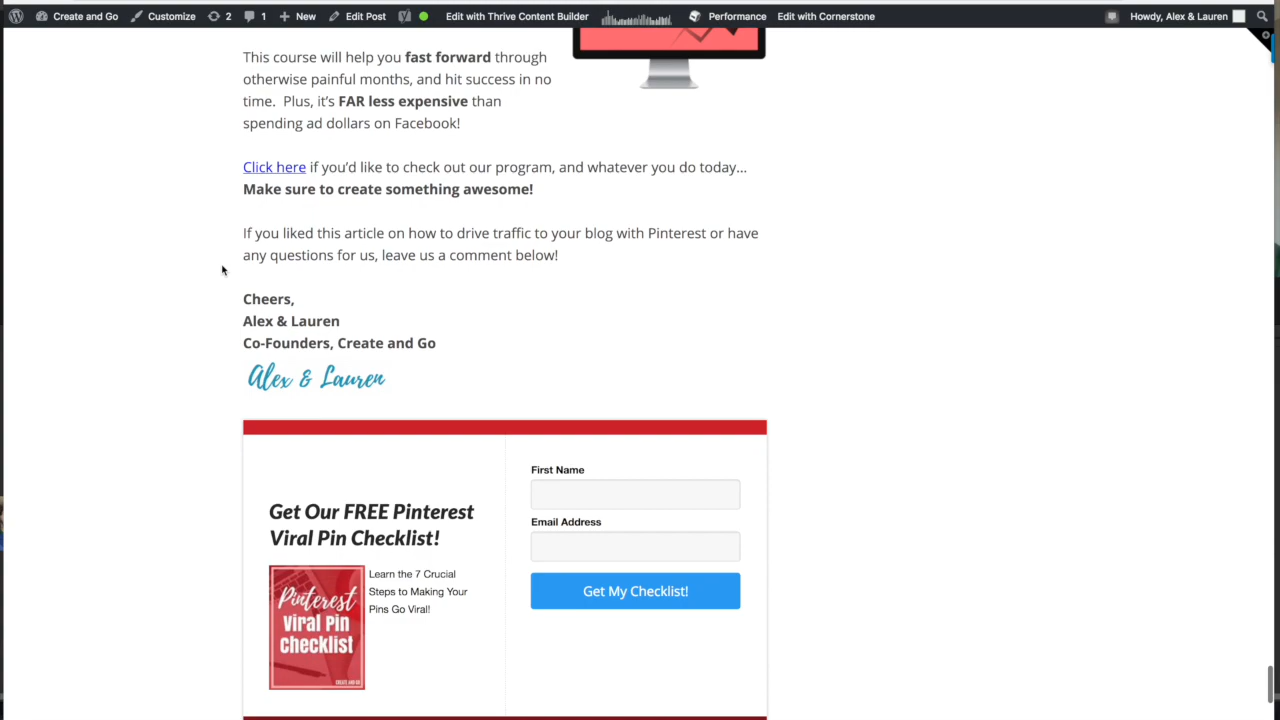 Create and Go Customize 2 1 New Edit Post Edit with Thrive Content Builder Performance Edit with Cornerstone Howdy, Alex & Lauren
This course will help you fast forward through
otherwise painful months, and hit success in no
time. Plus, it's FAR less expensive than
spending ad dollars on Facebook!
Click here if you'd like to check out our program, and whatever you do today...
Make sure to create something awesome!
If you liked this article on how to drive traffic to your blog with Pinterest or have
any questions for us, leave us a comment below!
Cheers,
Alex & Lauren
Co-Founders, Create and Go
Alex & Lauren
Get Our FREE Pinterest
Viral Pin Checklist!
Pinterest
Viral Pin
checklist
CREATE AND GO
Learn the 7 Crucial
Steps to Making Your
Pins Go Viral!
First Name
Email Address
Get My Checklist!